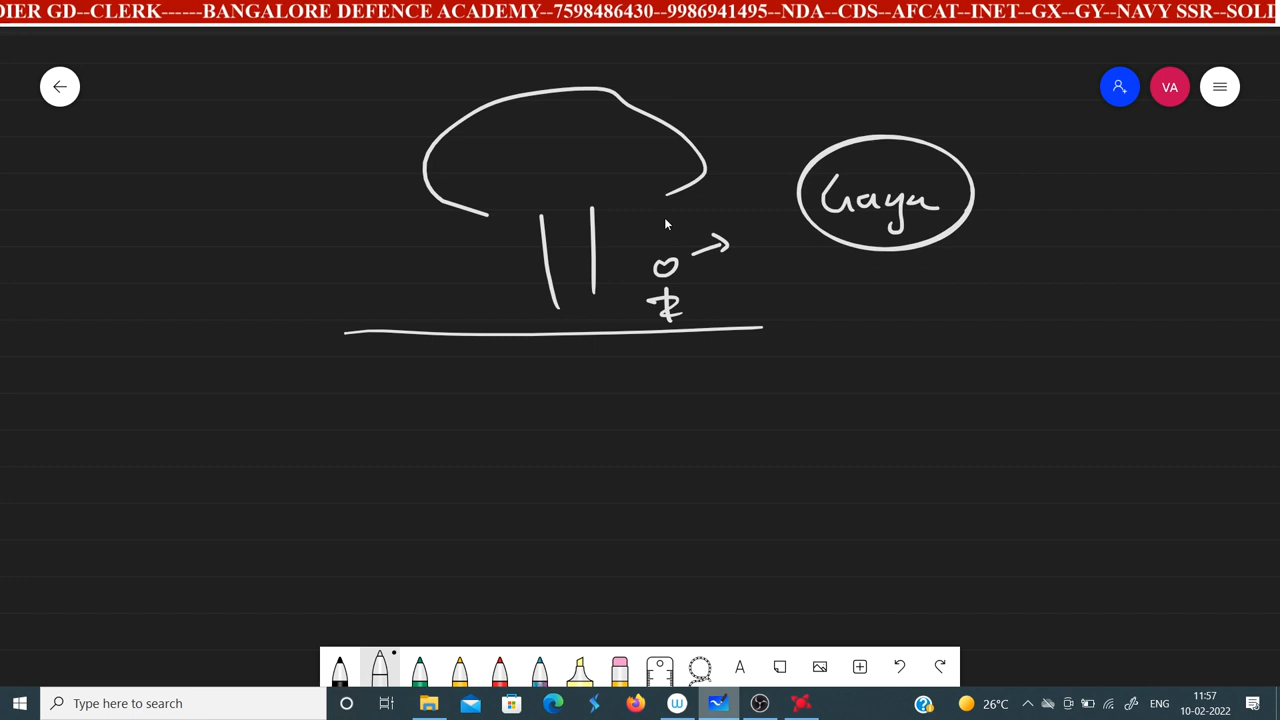 DIER GD--CLERK------BANGALORE DEFENCE ACADEMY--7598486430--9986941495--NDA--CDS--AFCAT--INET--GX--GY--NAVY SSR--SOLI
VA
Gaya
A
Type here to search
26°C
ENG
11:57
10-02-2022